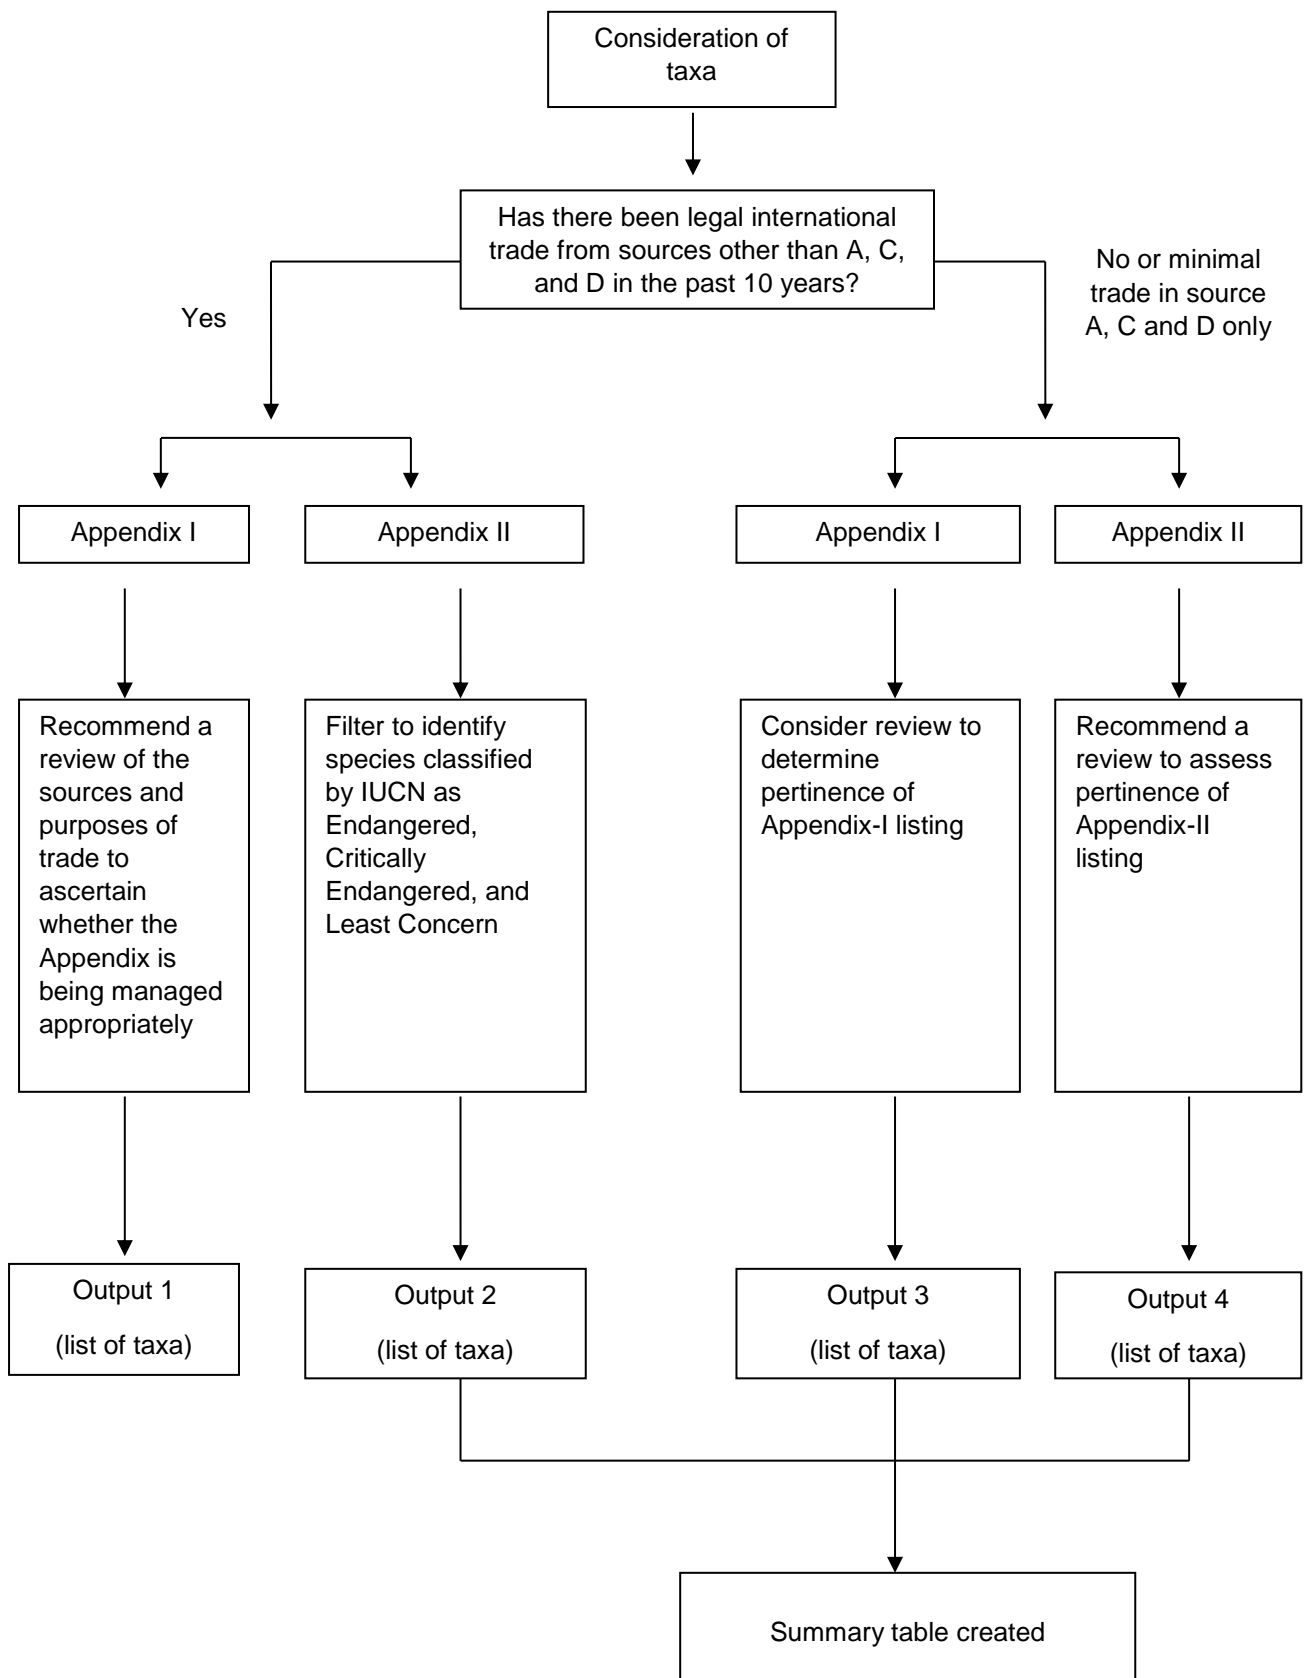 Consideration of
taxa
Has there been legal international
trade from sources other than A, C,
and D in the past 10 years?
Yes
No or minimal
trade in source
A, C and D only
Appendix I
Appendix II
Appendix I
Appendix II
Recommend a
review of the
sources and
purposes of
trade to
ascertain
whether the
Appendix is
being managed
appropriately
Filter to identify
species classified
by IUCN as
Endangered,
Critically
Endangered, and
Least Concern
Consider review to
determine
pertinence of
Appendix-I listing
Recommend a
review to assess
pertinence of
Appendix-II
listing
Output 1
(list of taxa)
Output 2
(list of taxa)
Output 3
(list of taxa)
Output 4
(list of taxa)
Summary table created